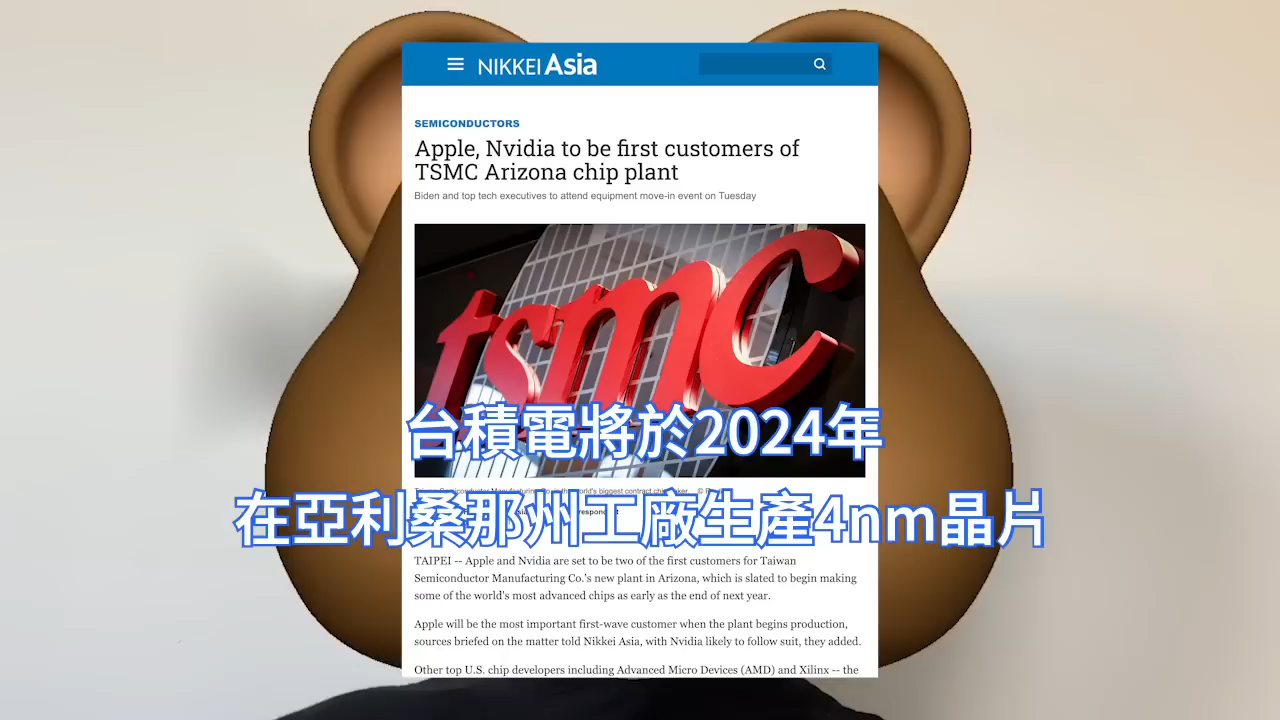 NIKKEI Asia
SEMICONDUCTORS
Apple, Nvidia to be first customers of
TSMC Arizona chip plant
Biden and top tech executives to attend equipment move-in event on Tuesday
tsmc
台積電將於2024年
在亞利桑那州工廠生產4nm晶片
TAIPEI -- Apple and Nvidia are set to be two of the first customers for Taiwan
Semiconductor Manufacturing Co.'s new plant in Arizona, which is slated to begin making
some of the world's most advanced chips as early as the end of next year.
Apple will be the most important first-wave customer when the plant begins production,
sources briefed on the matter told Nikkei Asia, with Nvidia likely to follow suit, they added.
Other top U.S. chip developers including Advanced Micro Devices (AMD) and Xilinx -- the